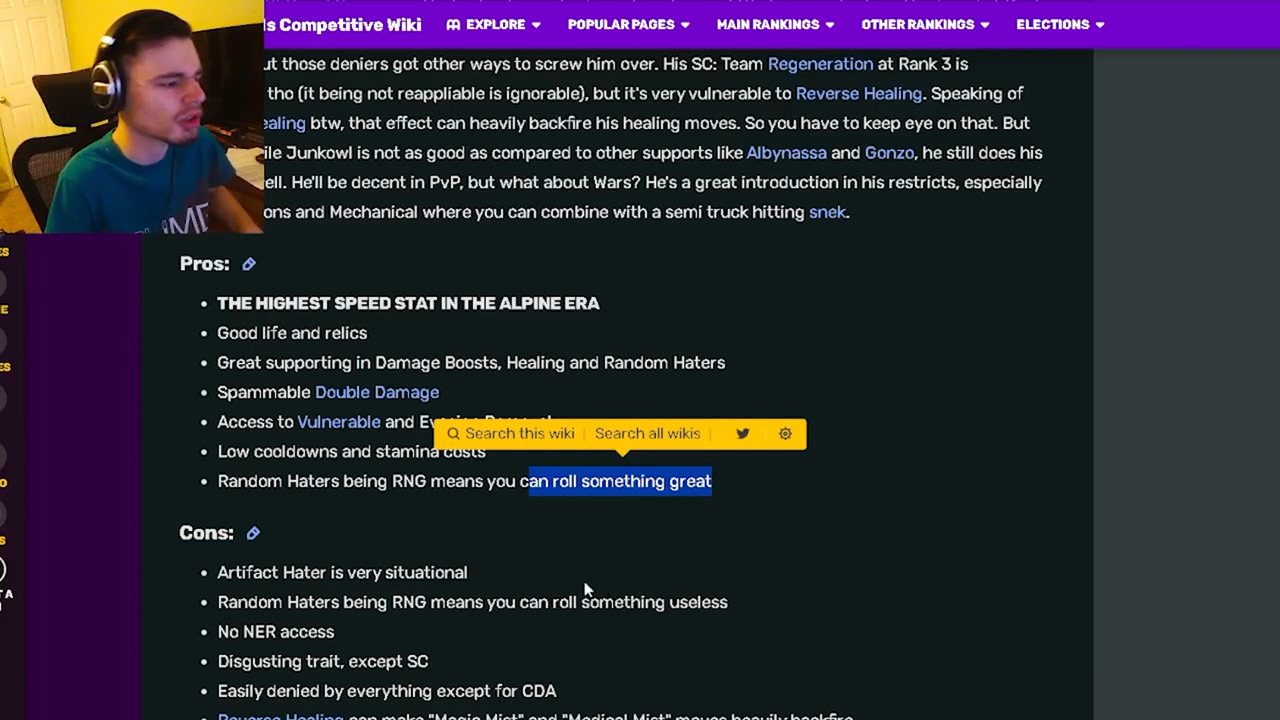 ls Competitive Wiki EXPLORE POPULAR PAGES MAIN RANKINGS OTHER RANKINGS ELECTIONS
ut those deniers got other ways to screw him over. His SC: Team Regeneration at Rank 3 is
tho (it being not reappliable is ignorable), but it's very vulnerable to Reverse Healing. Speaking of
ealing btw, that effect can heavily backfire his healing moves. So you have to keep eye on that. But
ile Junkowl is not as good as compared to other supports like Albynassa and Gonzo, he still does his
ell. He'll be decent in PvP, but what about Wars? He's a great introduction in his restricts, especially
ons and Mechanical where you can combine with a semi truck hitting snek.
Pros:
THE HIGHEST SPEED STAT IN THE ALPINE ERA
Good life and relics
Great supporting in Damage Boosts, Healing and Random Haters
Spammable Double Damage
Access to Vulnerable and
Search this wiki Search all wikis
Low cooldowns and stamina costs
Random Haters being RNG means you can roll something great
Cons:
Artifact Hater is very situational
Random Haters being RNG means you can roll something useless
No NER access
Disgusting trait, except SC
Easily denied by everything except for CDA
Reverse Healing can make "Magic Mist" and "Medical Mist" moves heavily backfire